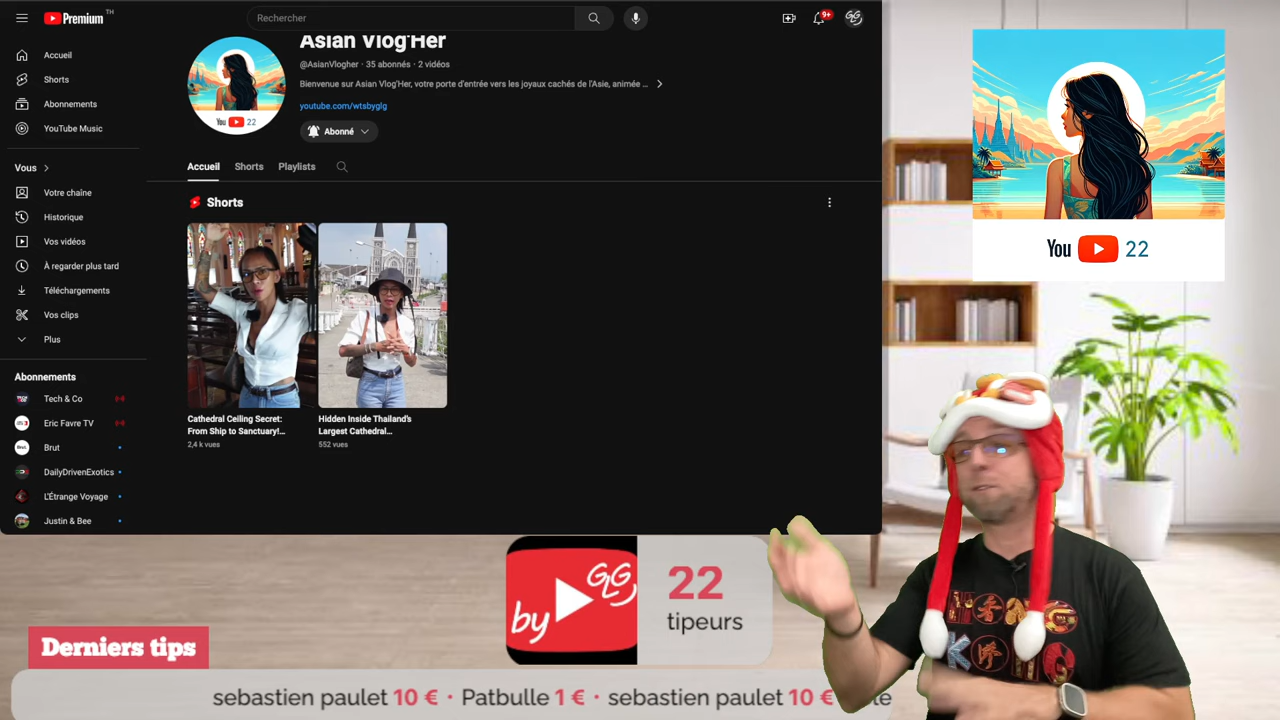 Premium TH
Rechercher
9+
Accueil
Shorts
Abonnements
YouTube Music
Vous
Votre chaîne
Historique
Vos vidéos
À regarder plus tard
Téléchargements
Vos clips
Plus
Abonnements
Tech & Co
Eric Favre TV
Brut
DailyDrivenExotics
L'Étrange Voyage
Justin & Bee
You 22
Asian Vlog'Her
@AsianVlogher · 35 abonnés · 2 vidéos
Bienvenue sur Asian Vlog'Her, votre porte d'entrée vers les joyaux cachés de l'Asie, animée ...
youtube.com/wtsbyglg
Abonné
Accueil Shorts Playlists
Shorts
Cathedral Ceiling Secret:
From Ship to Sanctuary!...
2,4 k vues
Hidden Inside Thailand's
Largest Cathedral...
552 vues
You 22
by GLG
22
tipeurs
Derniers tips
sebastien paulet 10 € · Patbulle 1 € · sebastien paulet 10 €